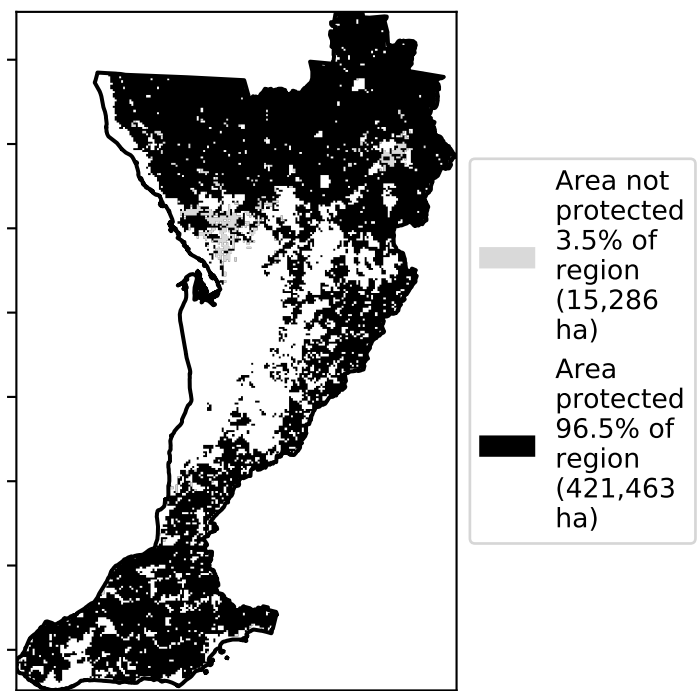 Area not
protected
3.5% of
region
(15,286
ha)
Area
protected
96.5% of
region
(421,463
ha)